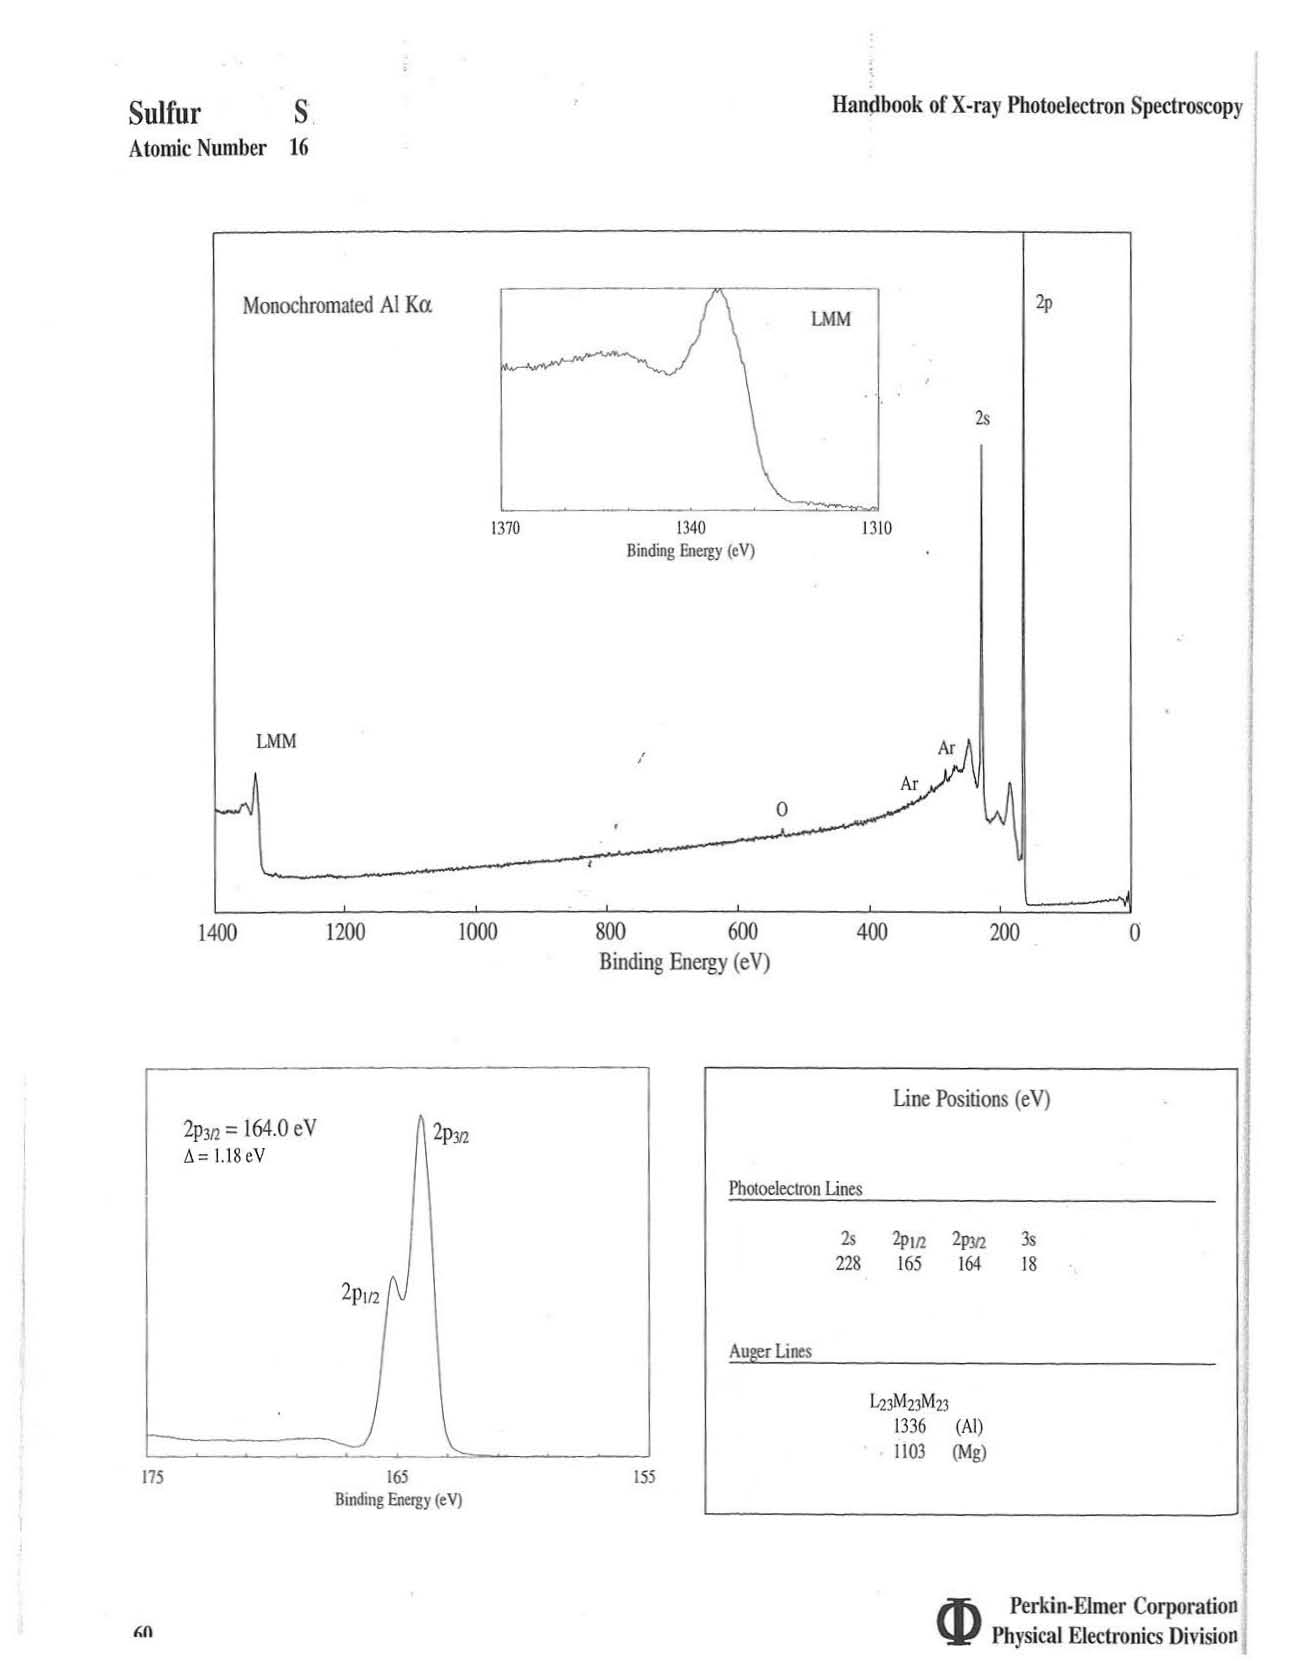 Sulfur S
Atomic Number 16
Handbook of X-ray Photoelectron Spectroscopy
Monochromated Al Kα
LMM
1370 1340 1310
Binding Energy (eV)
2p
2s
LMM
O
Ar
Ar
1400 1200 1000 800 600 400 200 0
Binding Energy (eV)
2p3/2 = 164.0 eV
Δ = 1.18 eV
2p3/2
2p1/2
175 165 155
Binding Energy (eV)
Line Positions (eV)
Photoelectron Lines
2s 2p1/2 2p3/2 3s
228 165 164 18
Auger Lines
L23M23M23
1336 (Al)
1103 (Mg)
60
Perkin-Elmer Corporation
Physical Electronics Division